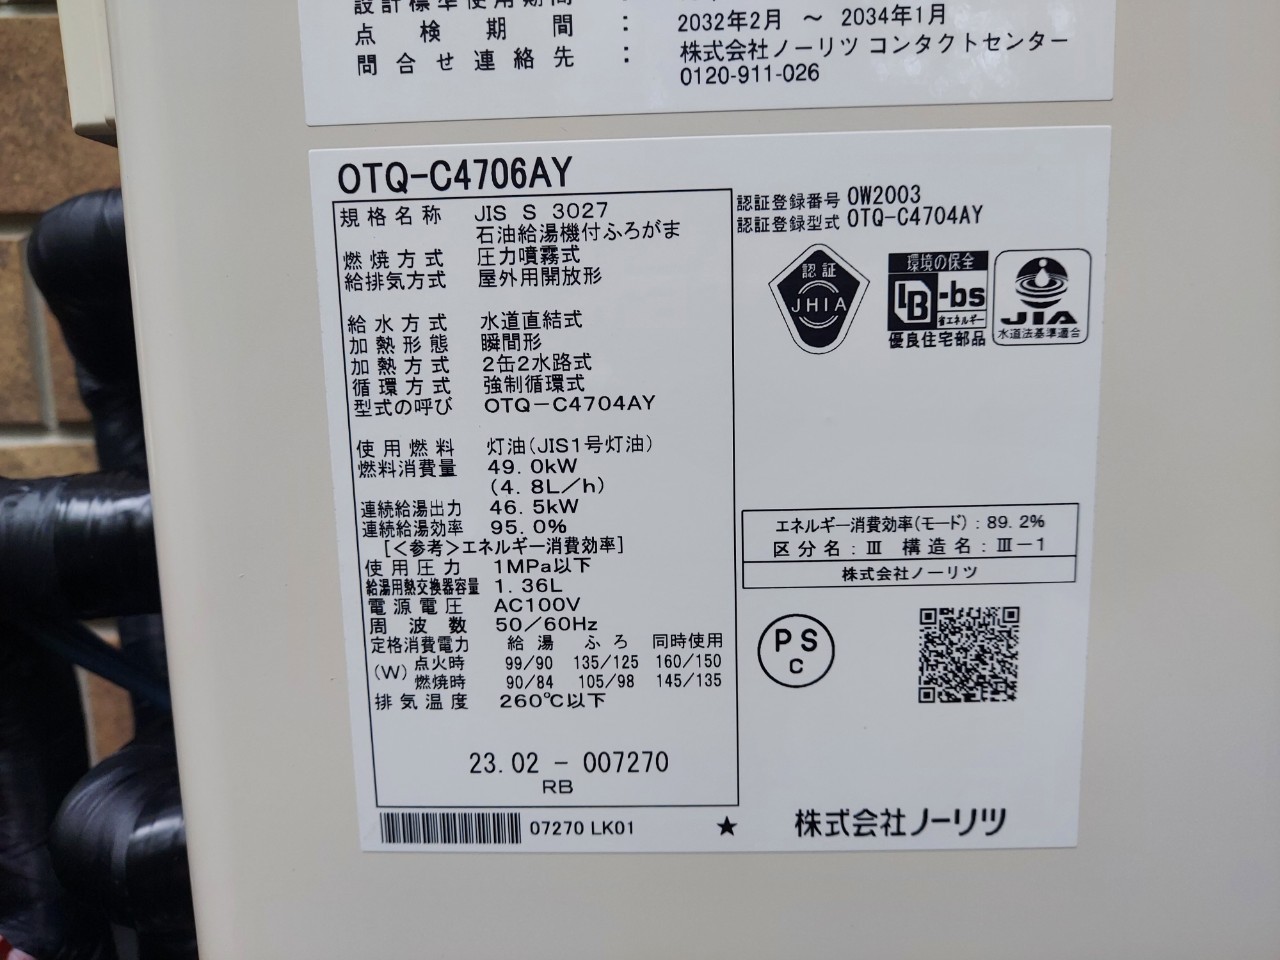 設計標準使用期間 :
点検期間 : 2032年2月 ～ 2034年1月
問合せ連絡先 : 株式会社ノーリツ コンタクトセンター
0120-911-026
OTQ-C4706AY
規格名称 JIS S 3027
石油給湯機付ふろがま
燃焼方式 圧力噴霧式
給排気方式 屋外用開放形
給水方式 水道直結式
加熱形態 瞬間形
加熱方式 2缶2水路式
循環方式 強制循環式
型式の呼び OTQ-C4704AY
使用燃料 灯油(JIS1号灯油)
燃料消費量 49.0kW
(4.8L/h)
連続給湯出力 46.5kW
連続給湯効率 95.0%
[<参考>エネルギー消費効率]
使用圧力 1MPa以下
給湯用熱交換器容量 1.36L
電源電圧 AC100V
周波数 50/60Hz
定格消費電力 給湯 ふろ 同時使用
(W) 点火時 99/90 135/125 160/150
燃焼時 90/84 105/98 145/135
排気温度 260℃以下
23.02 - 007270
RB
07270 LK01 ★
認証登録番号 OW2003
認証登録型式 OTQ-C4704AY
認証
JHIA
環境の保全
LB-bs
省エネルギー
優良住宅部品
JIA
水道法基準適合
エネルギー消費効率(モード) : 89.2%
区分名 : Ⅲ 構造名 : Ⅲ-1
株式会社ノーリツ
PS
C
株式会社ノーリツ